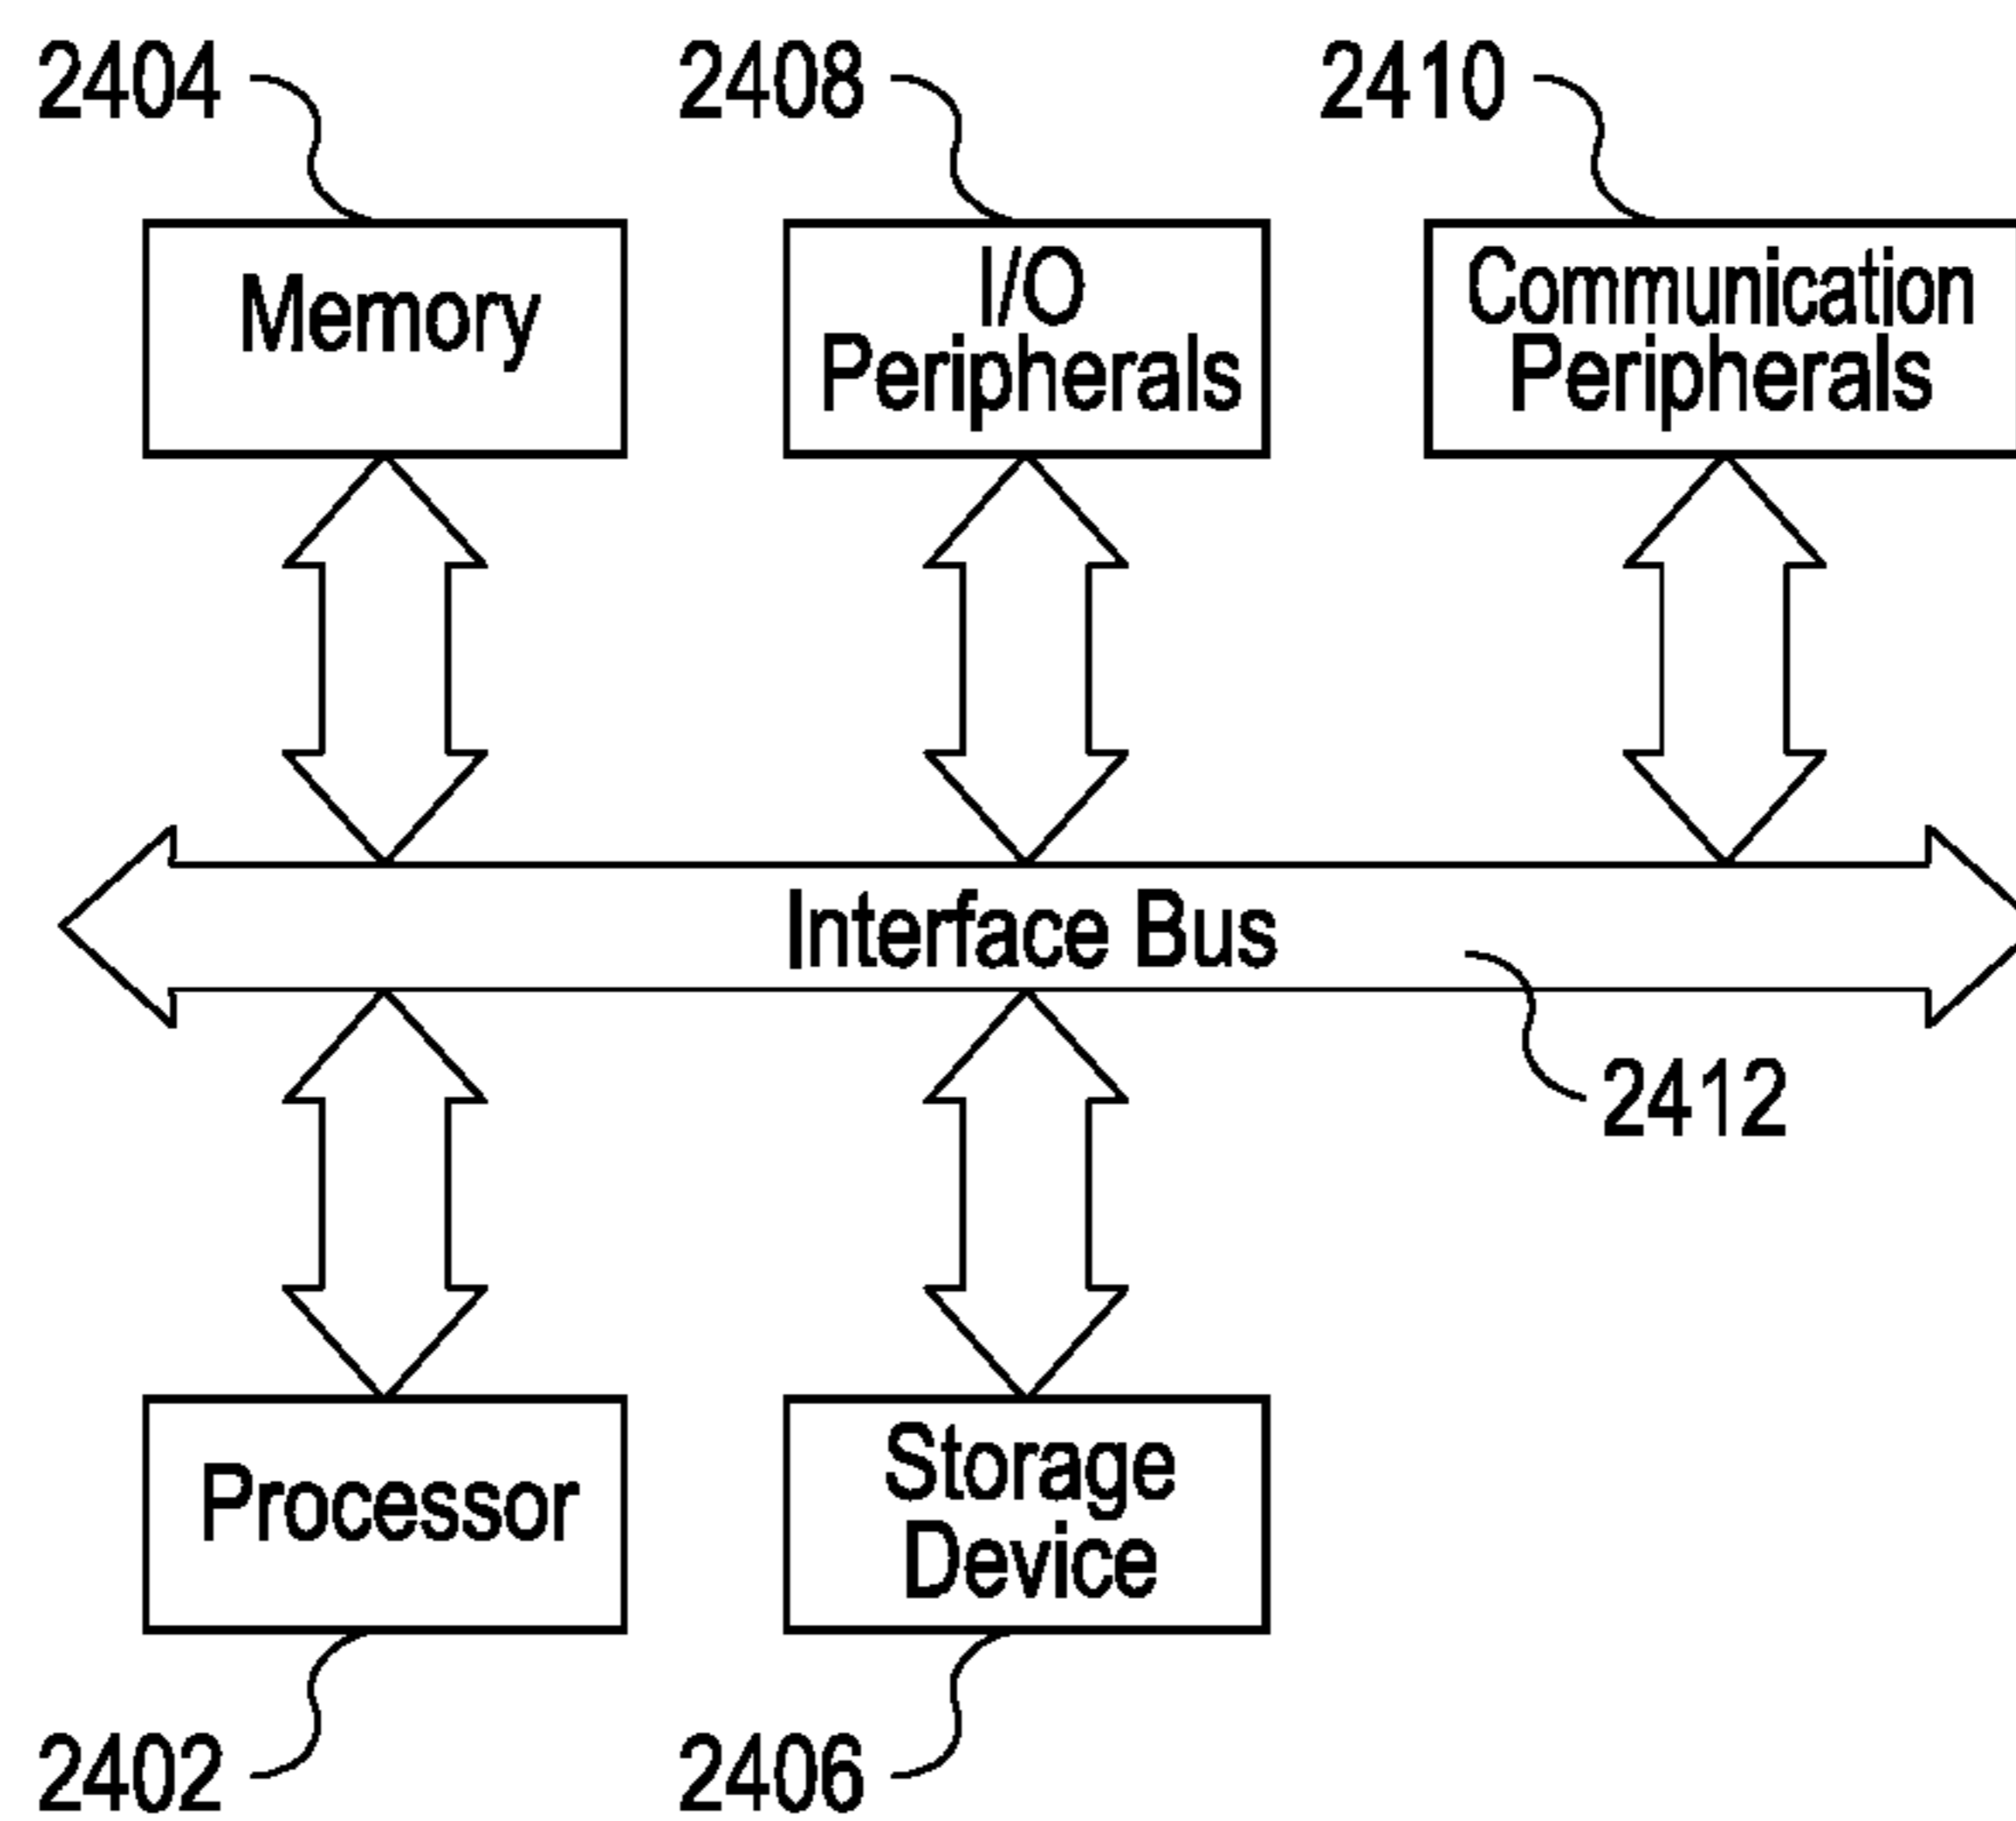 2404
2408
2410
Memory
I/O
Peripherals
Communication
Peripherals
Interface Bus
2412
Processor
Storage
Device
2402
2406